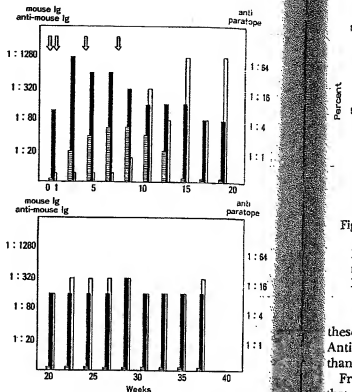 mouse Ig
anti-mouse Ig
anti
paratope
1 : 1280
1 : 320
1 : 80
1 : 20
1 : 64
1 : 16
1 : 4
1 : 1
0 1 5 10 15 20
mouse Ig
anti-mouse Ig
anti
paratope
1 : 1280
1 : 320
1 : 80
1 : 20
1 : 64
1 : 16
1 : 4
1 : 1
20 25 30 35 40
Weeks
Percent
Fig
these
Anti
than
Fr